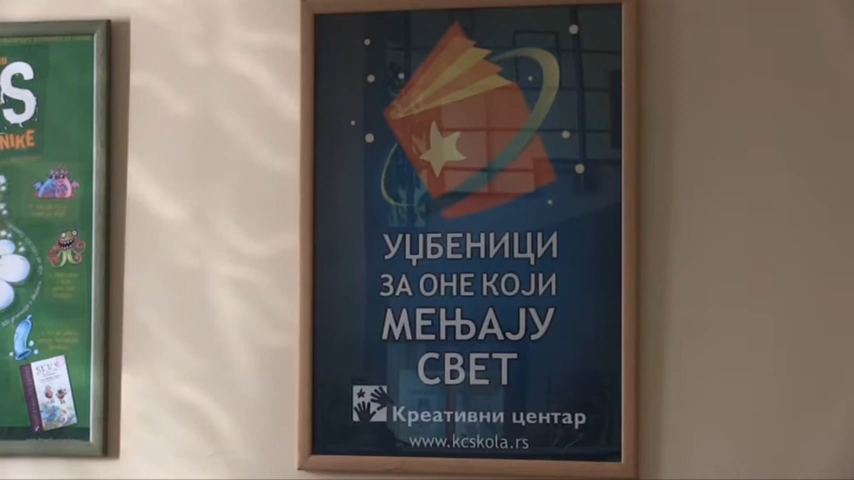 S
NIKE
УЏБЕНИЦИ
ЗА ОНЕ КОЈИ
МЕЊАЈУ
СВЕТ
Креативни центар
www.kcskola.rs